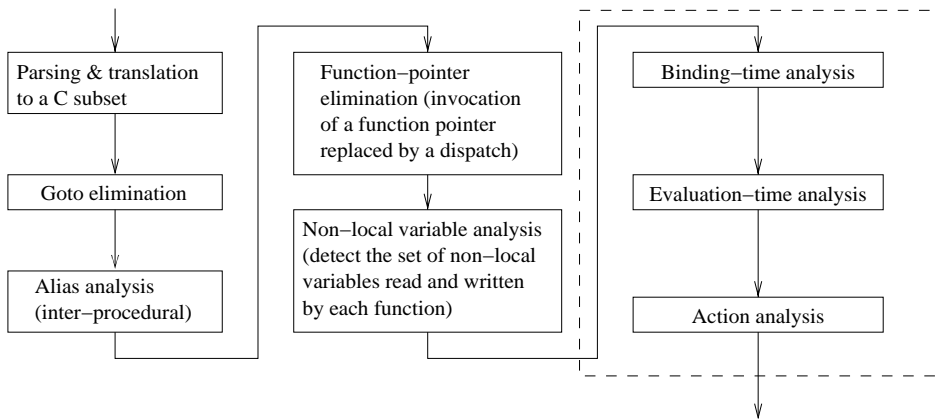 Parsing & translation
to a C subset
Goto elimination
Alias analysis
(inter−procedural)
Function−pointer
elimination (invocation
of a function pointer
replaced by a dispatch)
Non−local variable analysis
(detect the set of non−local
variables read and written
by each function)
Binding−time analysis
Evaluation−time analysis
Action analysis